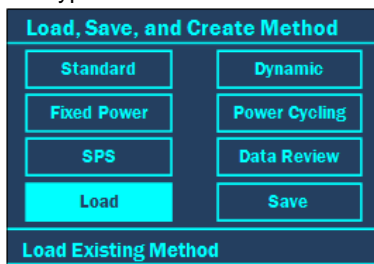 Load, Save, and Create Method
Standard Dynamic
Fixed Power Power Cycling
SPS Data Review
Load Save
Load Existing Method